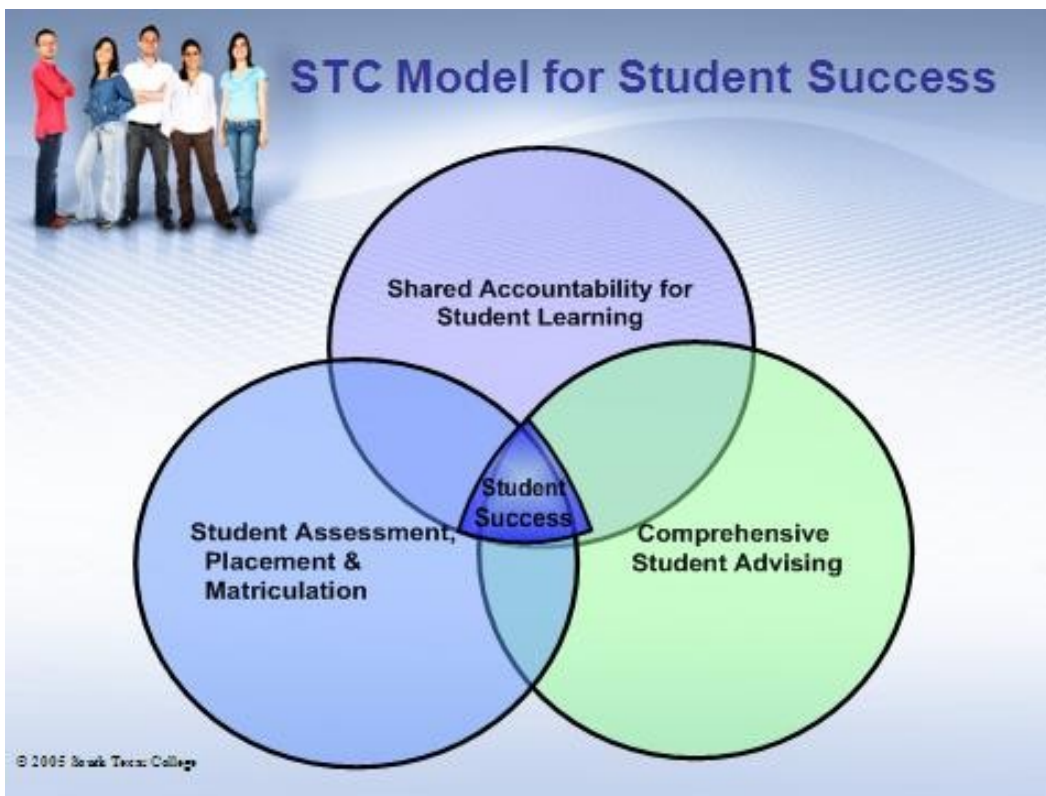 STC Model for Student Success
Shared Accountability for
Student Learning
Student
Success
Student Assessment,
Placement &
Matriculation
Comprehensive
Student Advising
© 2005 South Texas College